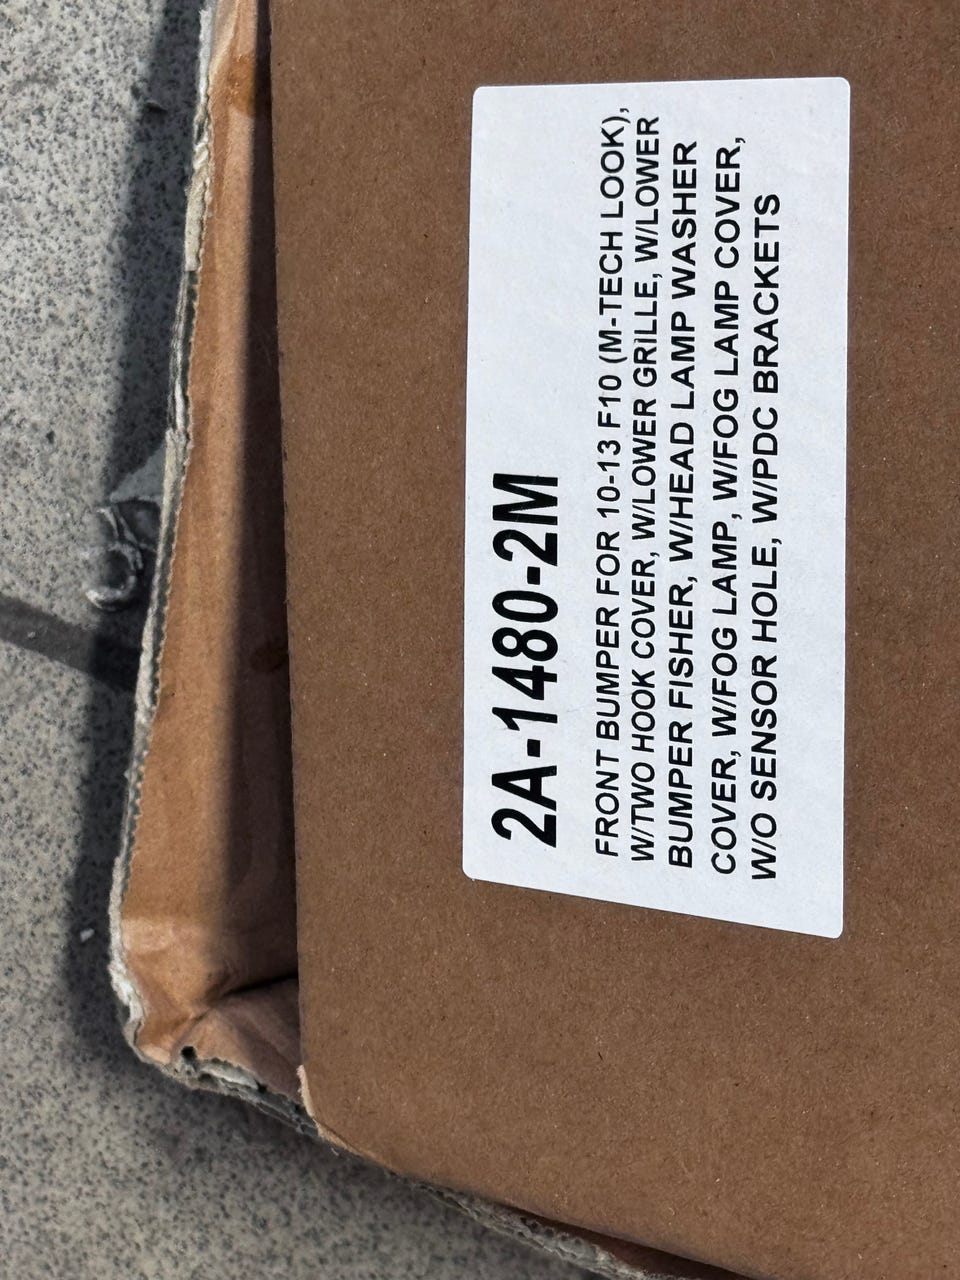 2A-1480-2M
FRONT BUMPER FOR 10-13 F10 (M-TECH LOOK),
W/TWO HOOK COVER, W/LOWER GRILLE, W/LOWER
BUMPER FISHER, W/HEAD LAMP WASHER
COVER, W/FOG LAMP, W/FOG LAMP COVER,
W/O SENSOR HOLE, W/PDC BRACKETS